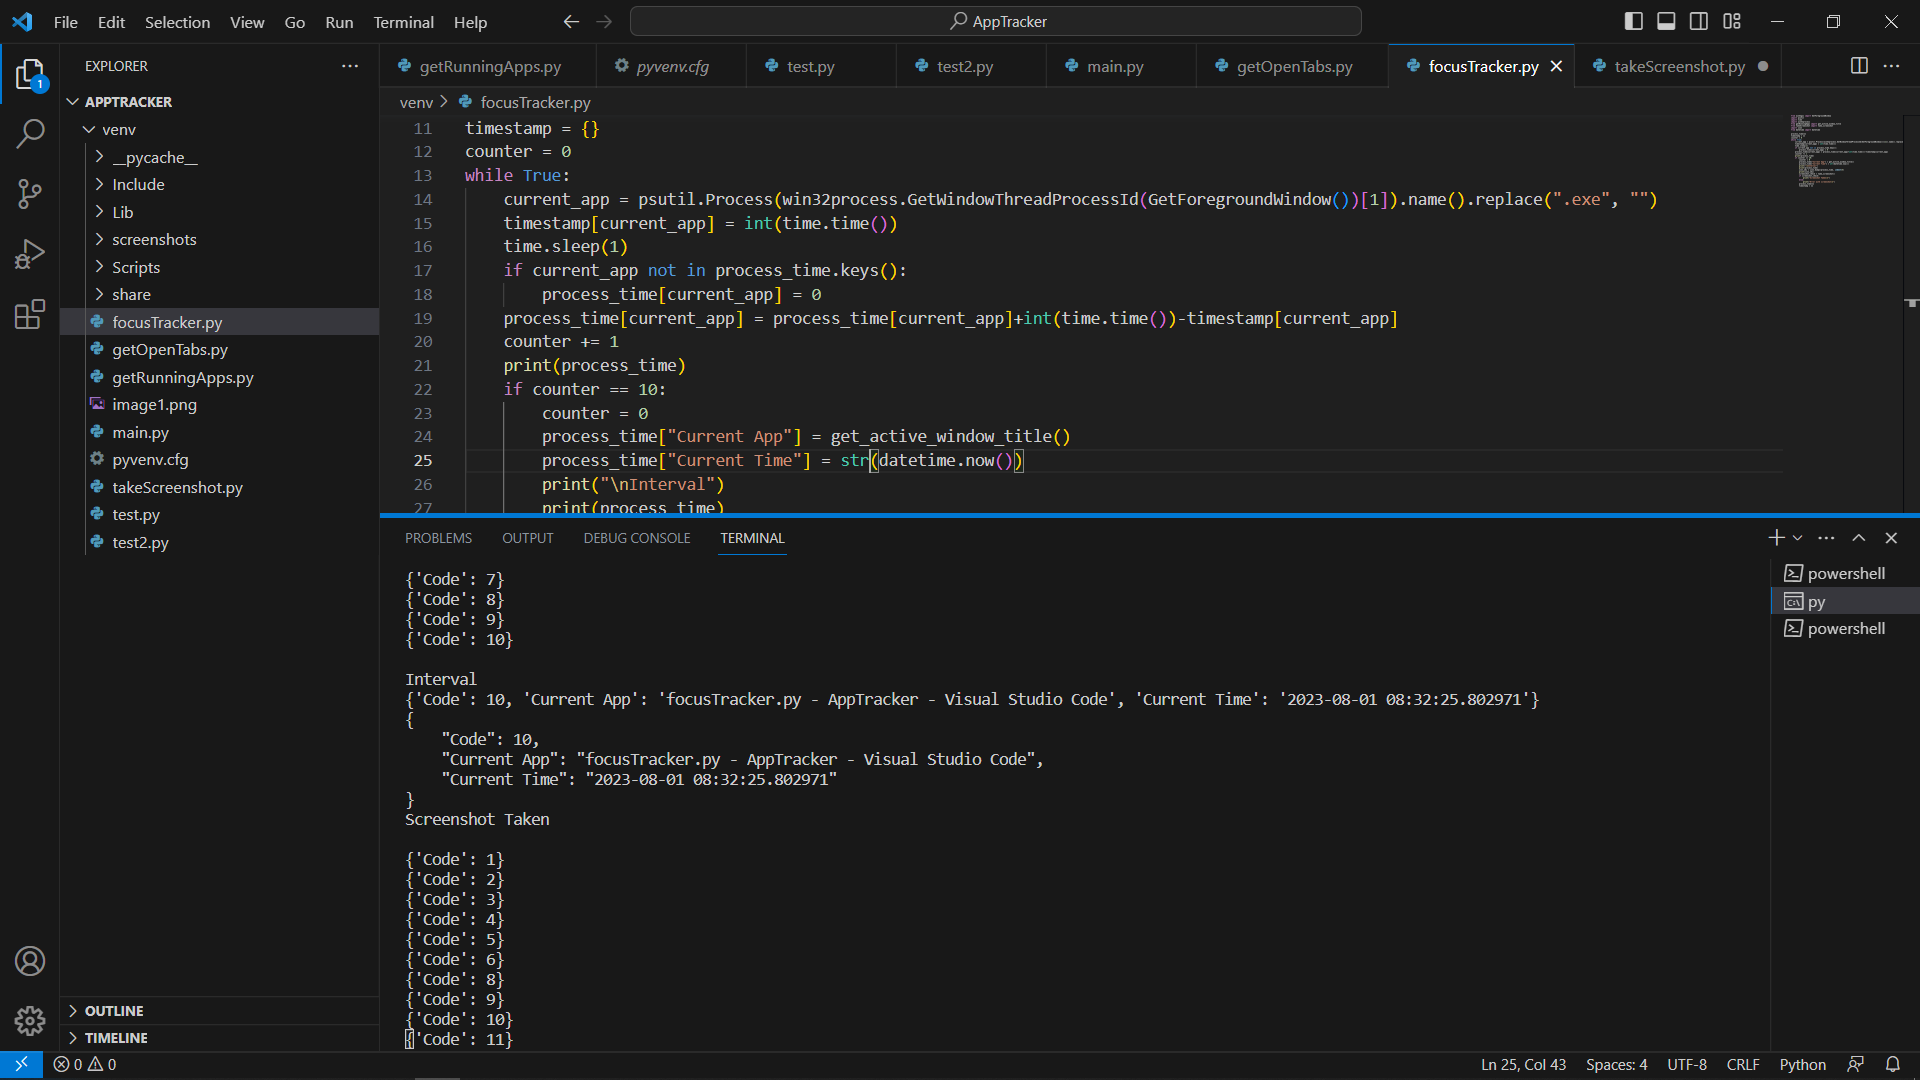 File Edit Selection View Go Run Terminal Help
AppTracker
1
EXPLORER
APPTRACKER
venv
__pycache__
Include
Lib
screenshots
Scripts
share
focusTracker.py
getOpenTabs.py
getRunningApps.py
image1.png
main.py
pyvenv.cfg
takeScreenshot.py
test.py
test2.py
OUTLINE
TIMELINE
getRunningApps.py pyvenv.cfg test.py test2.py main.py getOpenTabs.py focusTracker.py takeScreenshot.py
venv > focusTracker.py
11 timestamp = {}
12 counter = 0
13 while True:
14 current_app = psutil.Process(win32process.GetWindowThreadProcessId(GetForegroundWindow())[1]).name().replace(".exe", "")
15 timestamp[current_app] = int(time.time())
16 time.sleep(1)
17 if current_app not in process_time.keys():
18 process_time[current_app] = 0
19 process_time[current_app] = process_time[current_app]+int(time.time())-timestamp[current_app]
20 counter += 1
21 print(process_time)
22 if counter == 10:
23 counter = 0
24 process_time["Current App"] = get_active_window_title()
25 process_time["Current Time"] = str(datetime.now())
26 print("\nInterval")
27 print(process_time)
PROBLEMS OUTPUT DEBUG CONSOLE TERMINAL
{'Code': 7}
{'Code': 8}
{'Code': 9}
{'Code': 10}
Interval
{'Code': 10, 'Current App': 'focusTracker.py - AppTracker - Visual Studio Code', 'Current Time': '2023-08-01 08:32:25.802971'}
{
"Code": 10,
"Current App": "focusTracker.py - AppTracker - Visual Studio Code",
"Current Time": "2023-08-01 08:32:25.802971"
}
Screenshot Taken
{'Code': 1}
{'Code': 2}
{'Code': 3}
{'Code': 4}
{'Code': 5}
{'Code': 6}
{'Code': 8}
{'Code': 9}
{'Code': 10}
{'Code': 11}
powershell
py
powershell
0 0 Ln 25, Col 43 Spaces: 4 UTF-8 CRLF Python